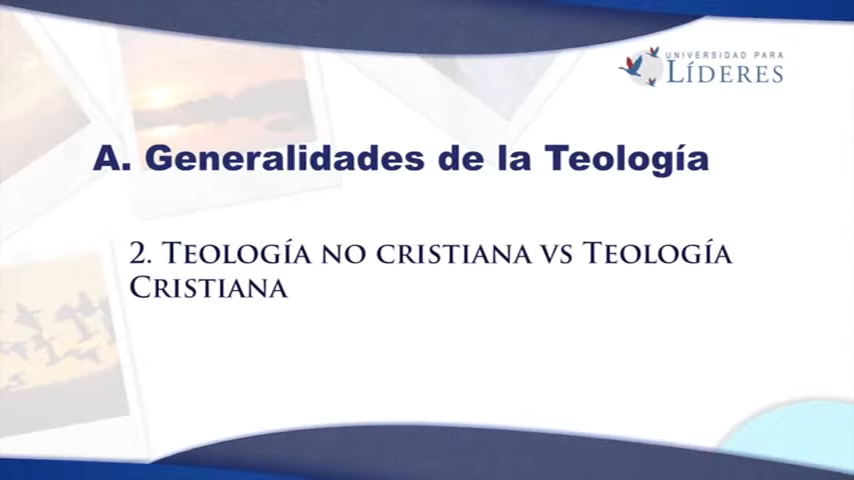 UNIVERSIDAD PARA
LÍDERES
A. Generalidades de la Teología
2. Teología no cristiana vs Teología
Cristiana